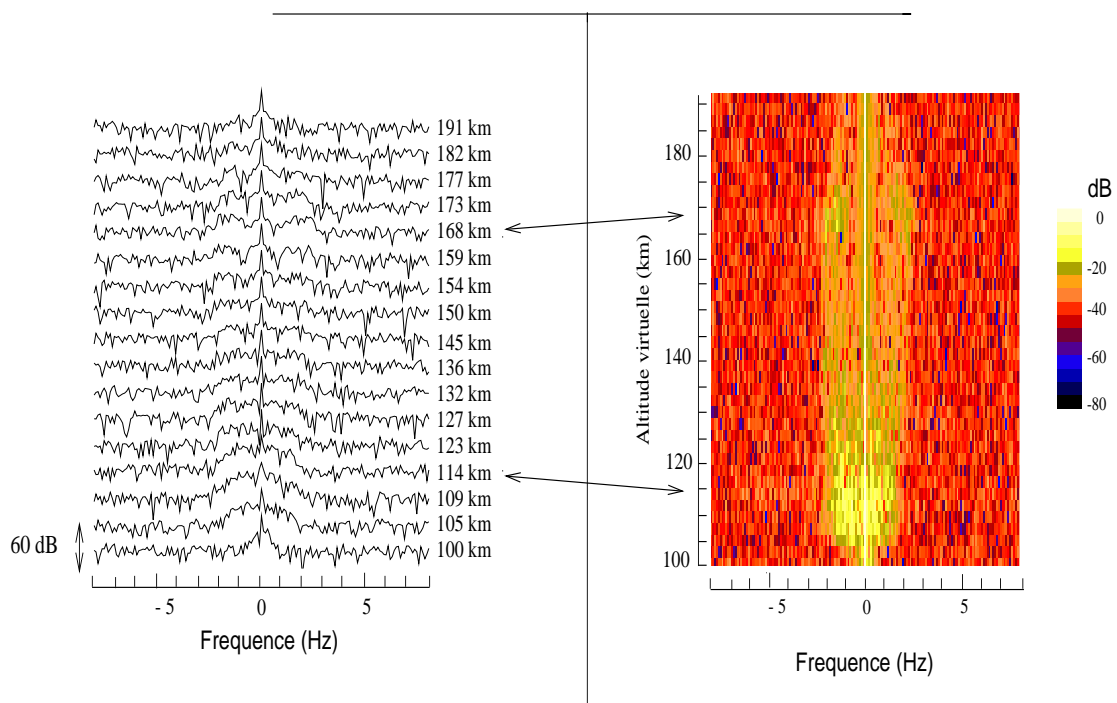 191 km
182 km
177 km
173 km
168 km
159 km
154 km
150 km
145 km
136 km
132 km
127 km
123 km
114 km
109 km
105 km
100 km
60 dB
- 5
0
5
Frequence (Hz)
Altitude virtuelle (km)
180
160
140
120
100
- 5
0
5
Frequence (Hz)
dB
0
-20
-40
-60
-80